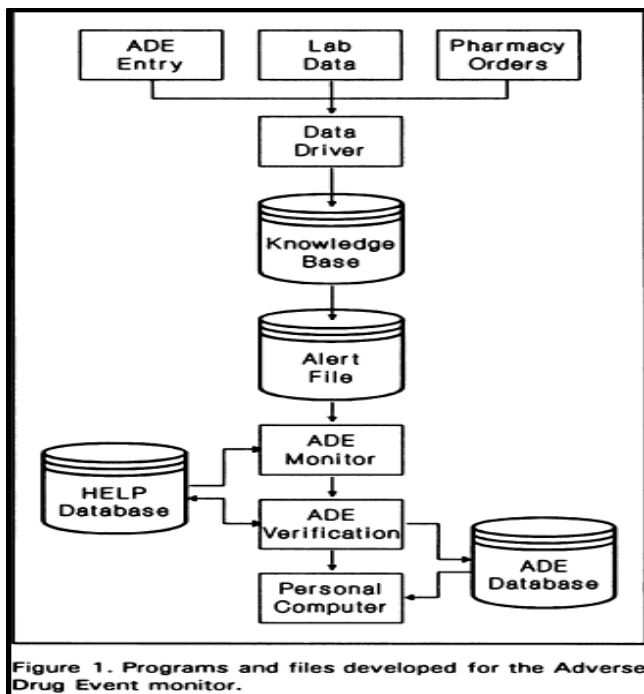 ADE
Entry
Lab
Data
Pharmacy
Orders
Data
Driver
Knowledge
Base
Alert
File
ADE
Monitor
HELP
Database
ADE
Verification
ADE
Database
Personal
Computer
Figure 1. Programs and files developed for the Adverse
Drug Event monitor.